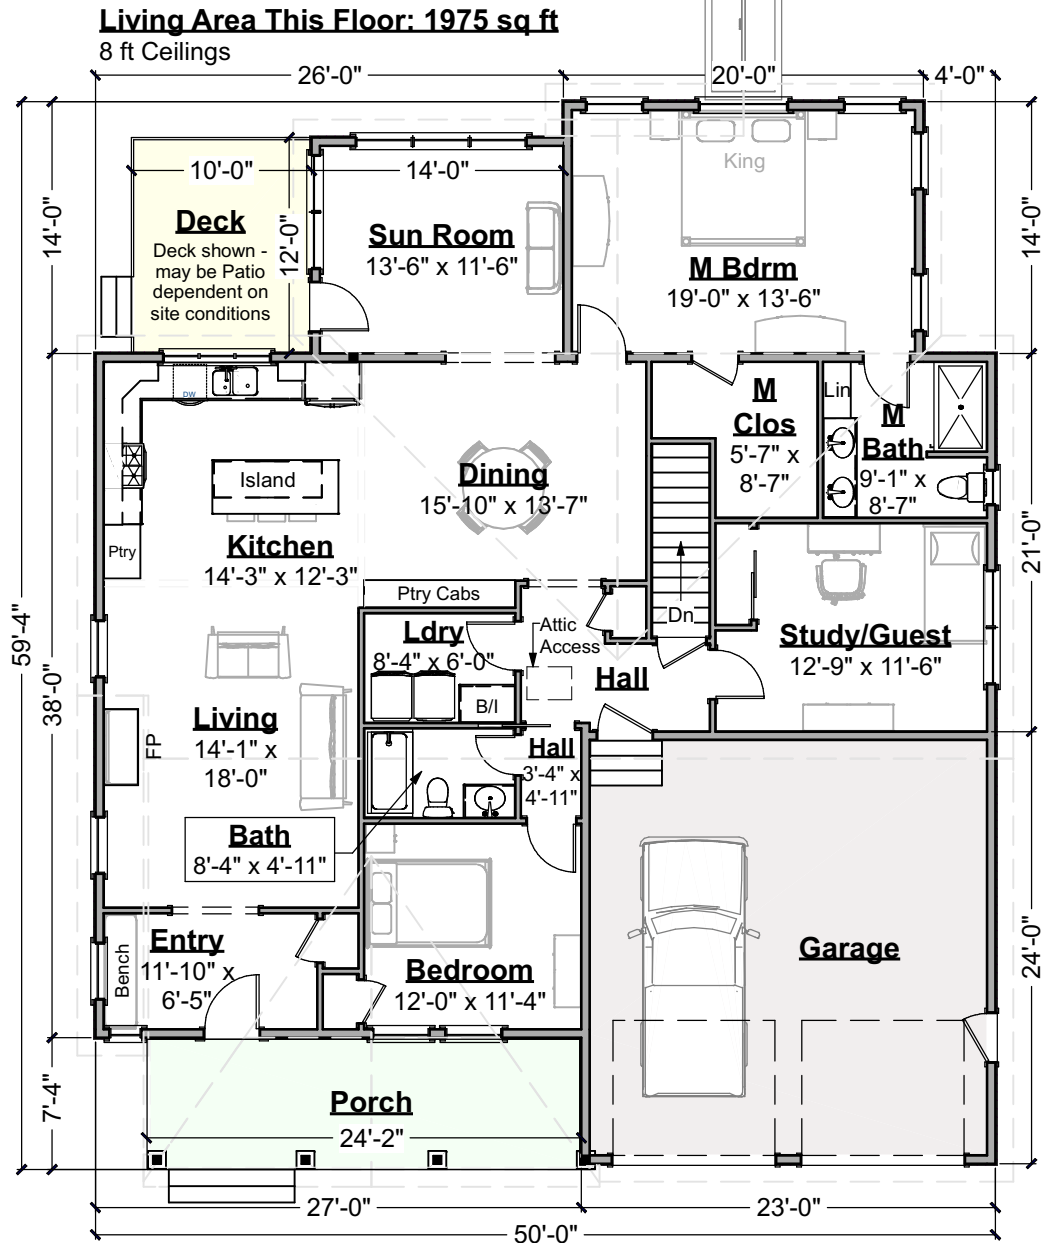 Living Area This Floor: 1975 sq ft
8 ft Ceilings
26'-0"
20'-0"
4'-0"
10'-0"
14'-0"
King
14'-0"
Deck
Deck shown -
may be Patio
dependent on
site conditions
12'-0"
Sun Room
13'-6" x 11'-6"
M Bdrm
19'-0" x 13'-6"
14'-0"
DW
Lin
M
Clos
5'-7" x
8'-7"
M
Bath
9'-1" x
8'-7"
Island
Dining
15'-10" x 13'-7"
Ptry
Kitchen
14'-3" x 12'-3"
21'-0"
Ptry Cabs
Dn
59'-4"
38'-0"
Ldry
8'-4" x 6'-0"
Attic
Access
Study/Guest
12'-9" x 11'-6"
Hall
B/I
Living
14'-1" x
18'-0"
FP
Hall
3'-4" x
4'-11"
Bath
8'-4" x 4'-11"
Entry
11'-10" x
6'-5"
Bench
Bedroom
12'-0" x 11'-4"
Garage
24'-0"
7'-4"
Porch
24'-2"
27'-0"
23'-0"
50'-0"